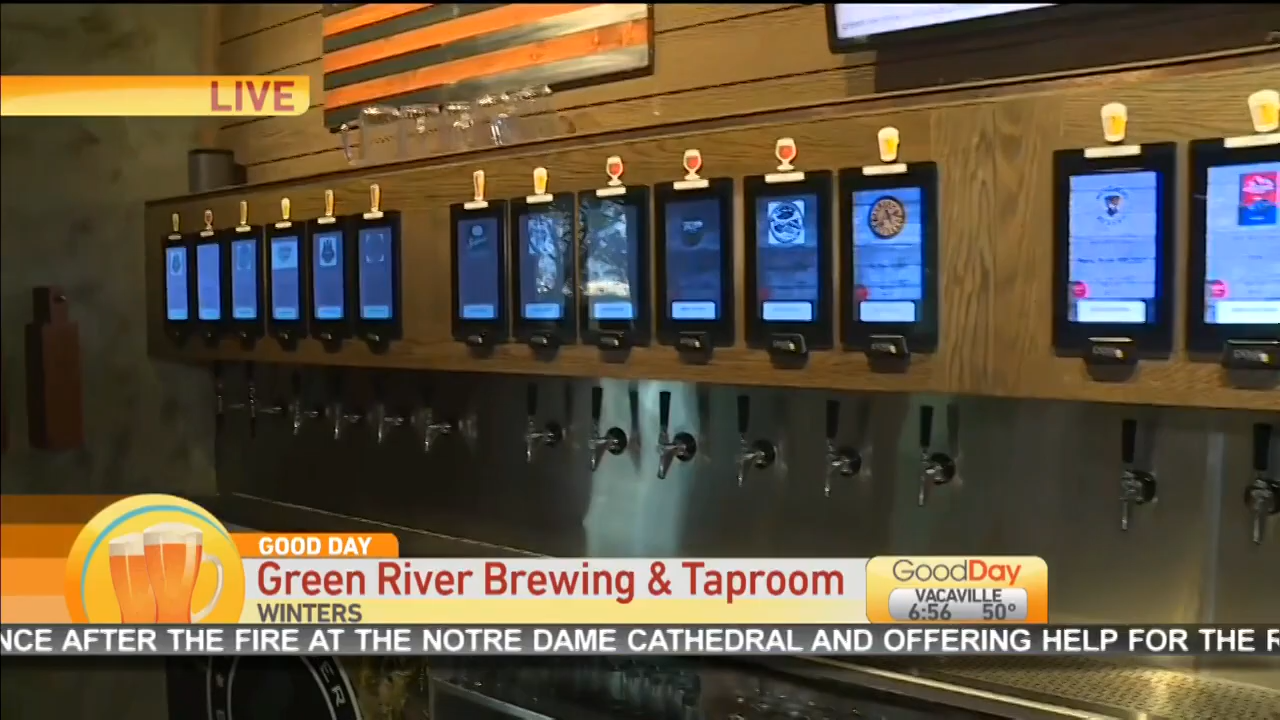 LIVE
GOOD DAY
Green River Brewing & Taproom
WINTERS
GoodDay
VACAVILLE
6:56 50°
NCE AFTER THE FIRE AT THE NOTRE DAME CATHEDRAL AND OFFERING HELP FOR THE R
ER